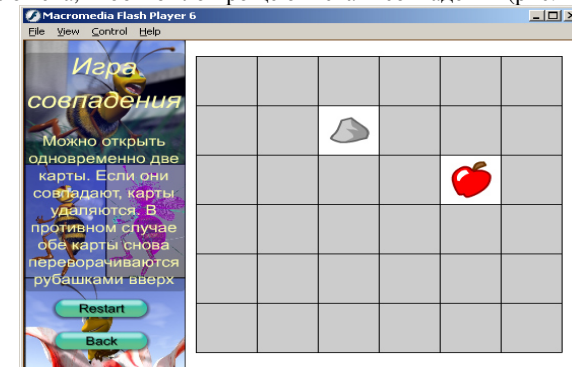 Macromedia Flash Player 6
File View Control Help
Игра
совпадения
Можно открыть
одновременно две
карты. Если они
совпадают, карты
удаляются. В
противном случае
обе карты снова
переворачиваются
рубашками вверх
Restart
Back